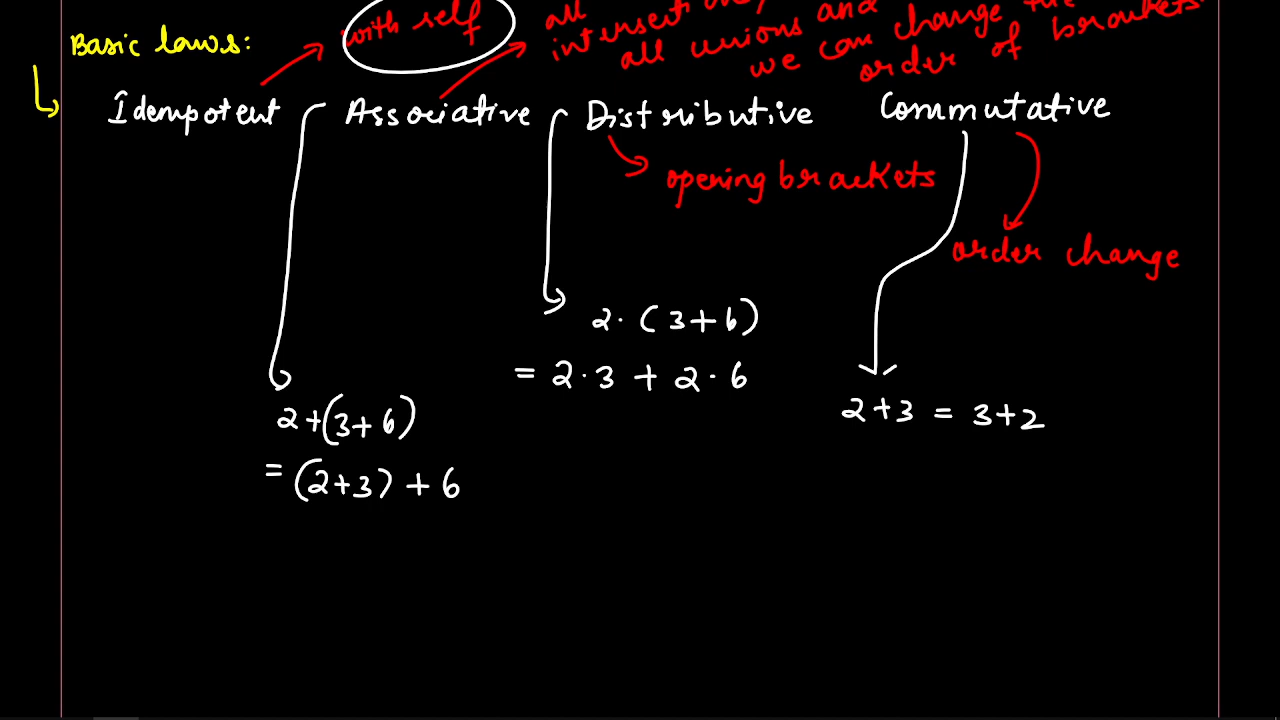 with self
all
intersections,
all unions and
we can change the
order of brackets.
Basic laws:
Idempotent Associative Distributive Commutative
opening brackets
order change
2 · (3+6)
= 2 · 3 + 2 · 6
2+(3+6)
= (2+3) + 6
2+3 = 3+2